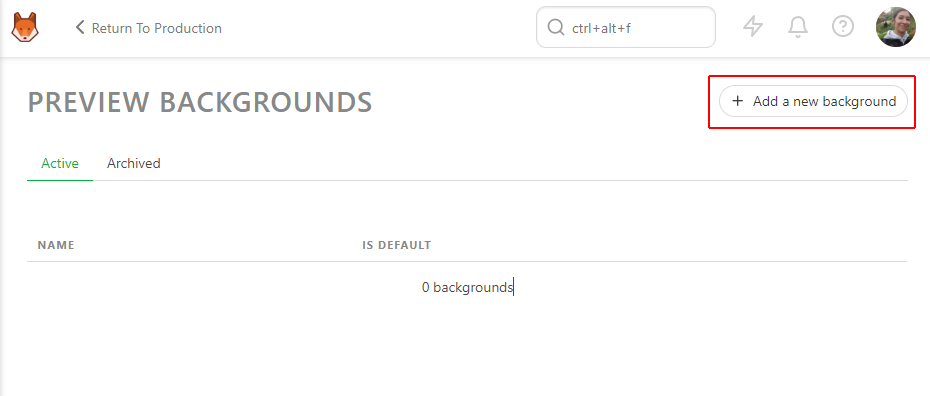 Return To Production
ctrl+alt+f
PREVIEW BACKGROUNDS
+ Add a new background
Active Archived
NAME IS DEFAULT
0 backgrounds